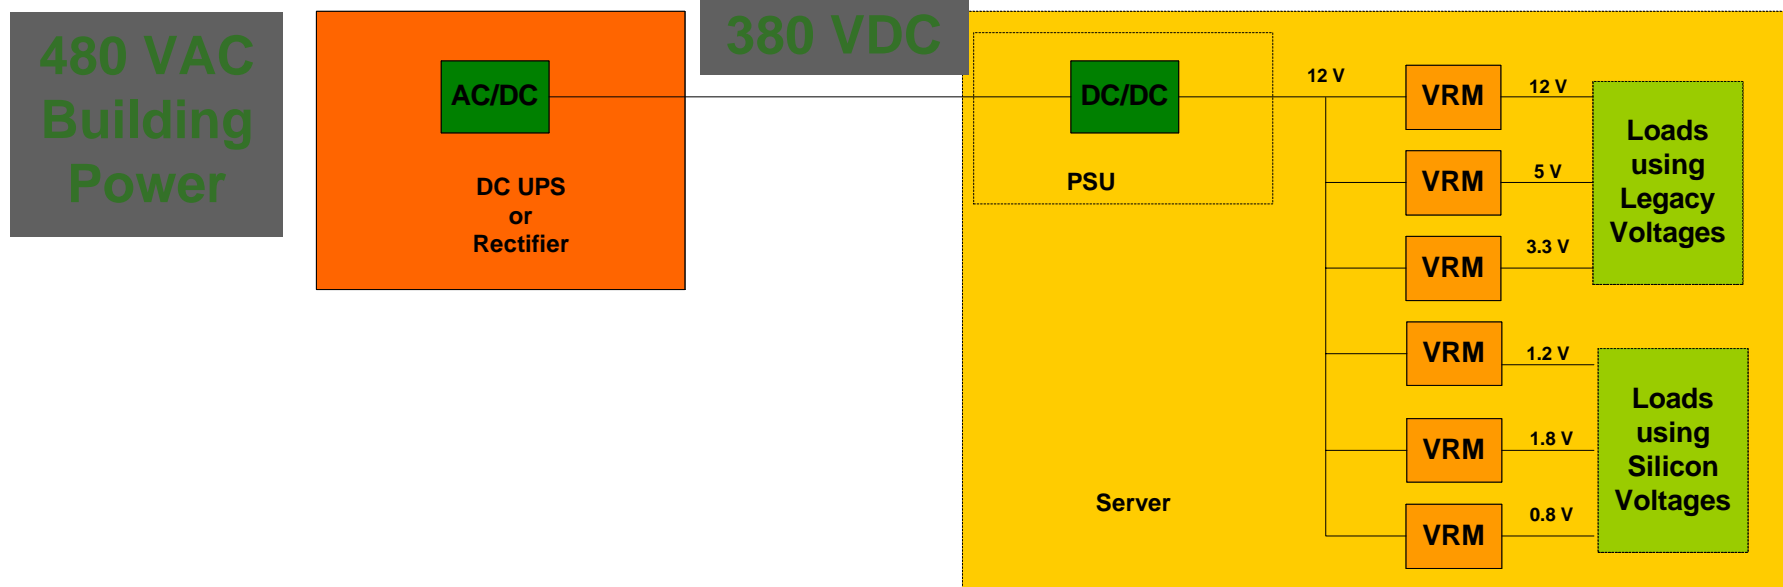 480 VAC
Building
Power
AC/DC
DC UPS
or
Rectifier
380 VDC
DC/DC
PSU
Server
12 V
VRM
12 V
VRM
5 V
VRM
3.3 V
VRM
1.2 V
VRM
1.8 V
VRM
0.8 V
Loads
using
Legacy
Voltages
Loads
using
Silicon
Voltages